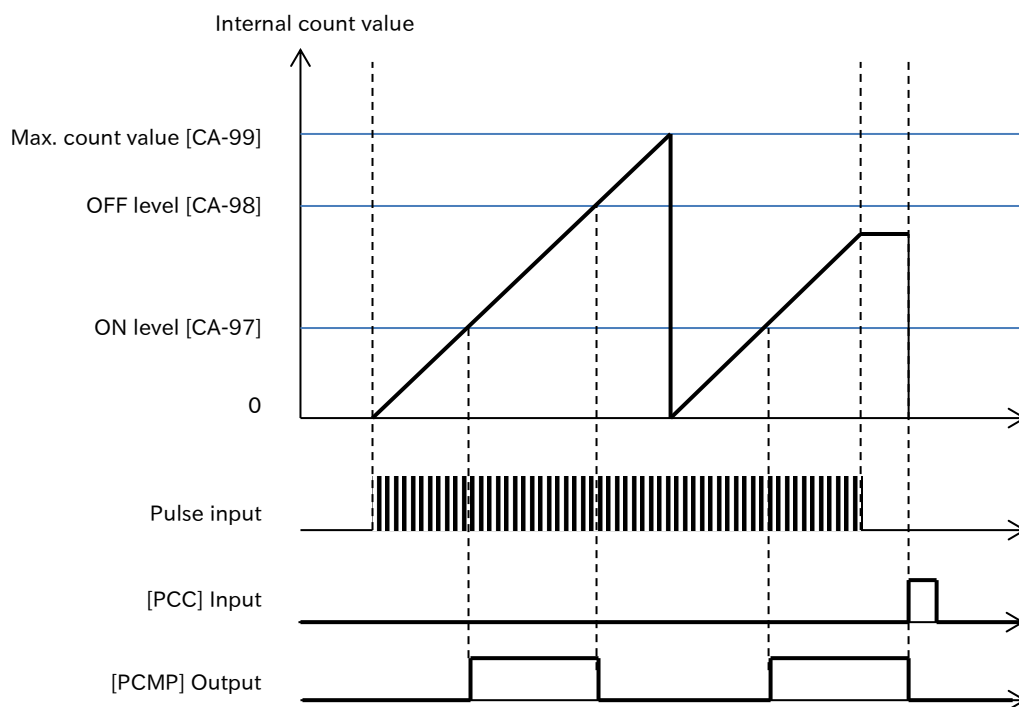 Internal count value
Max. count value [CA-99]
OFF level [CA-98]
ON level [CA-97]
0
Pulse input
[PCC] Input
[PCMP] Output